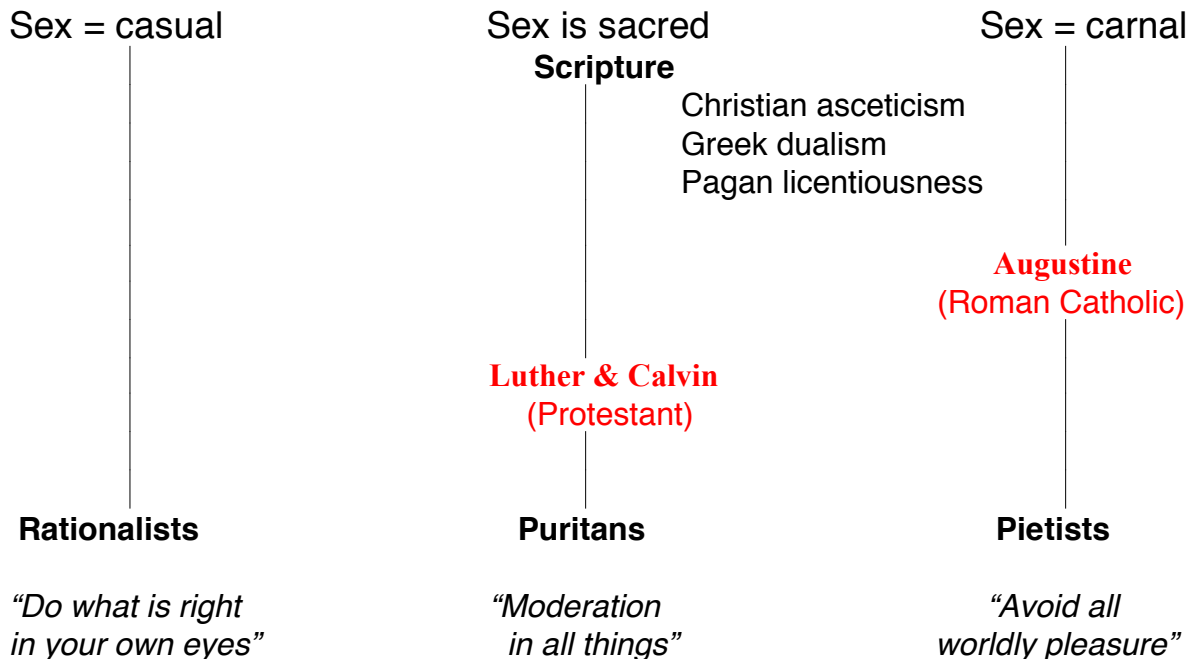 Sex = casual
Sex is sacred
Sex = carnal
Scripture
Christian asceticism
Greek dualism
Pagan licentiousness
Augustine
(Roman Catholic)
Luther & Calvin
(Protestant)
Rationalists
Puritans
Pietists
“Do what is right
in your own eyes”
“Moderation
in all things”
“Avoid all
worldly pleasure”